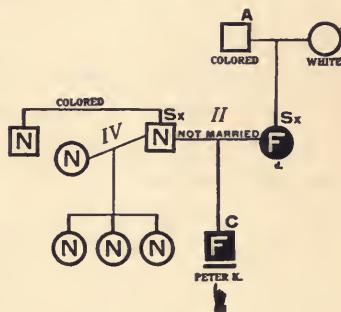 A
COLORED WHITE
COLORED Sx II Sx
N IV N NOT MARRIED F
N d.
N N N C
F
PETER K.